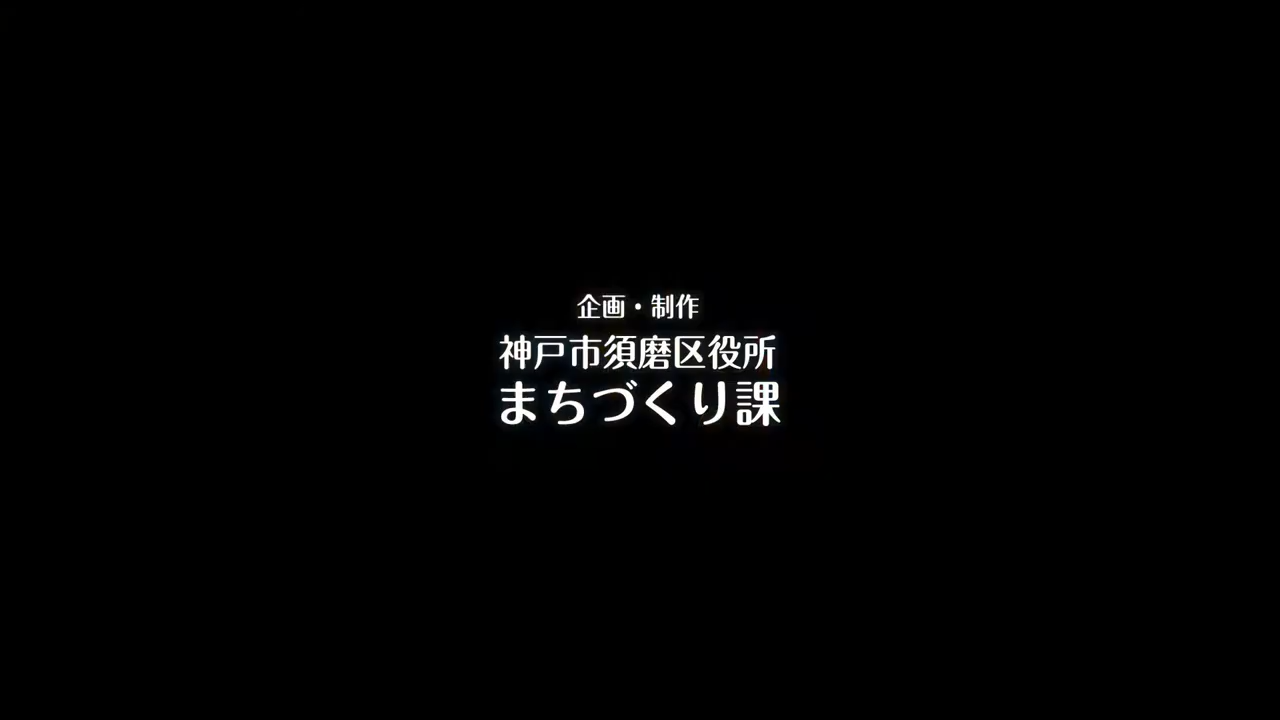 企画・制作
神戸市須磨区役所
まちづくり課